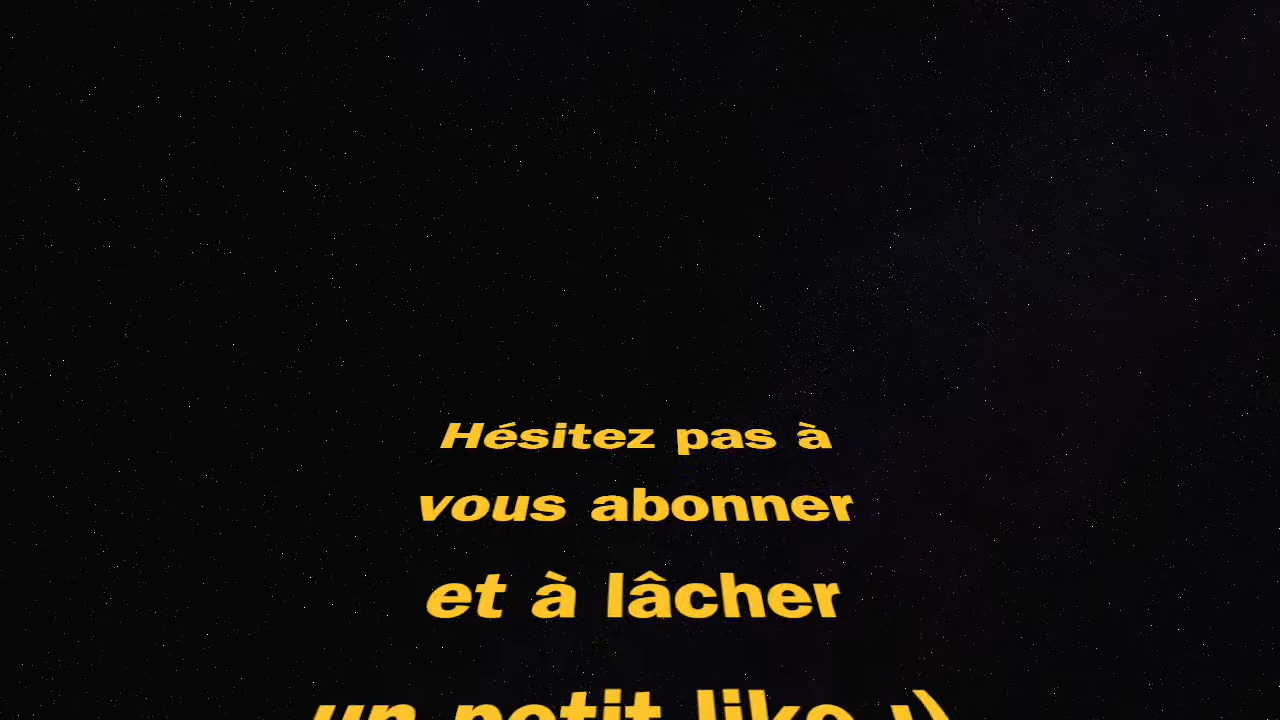 Hésitez pas à
vous abonner
et à lâcher
un petit like ;)